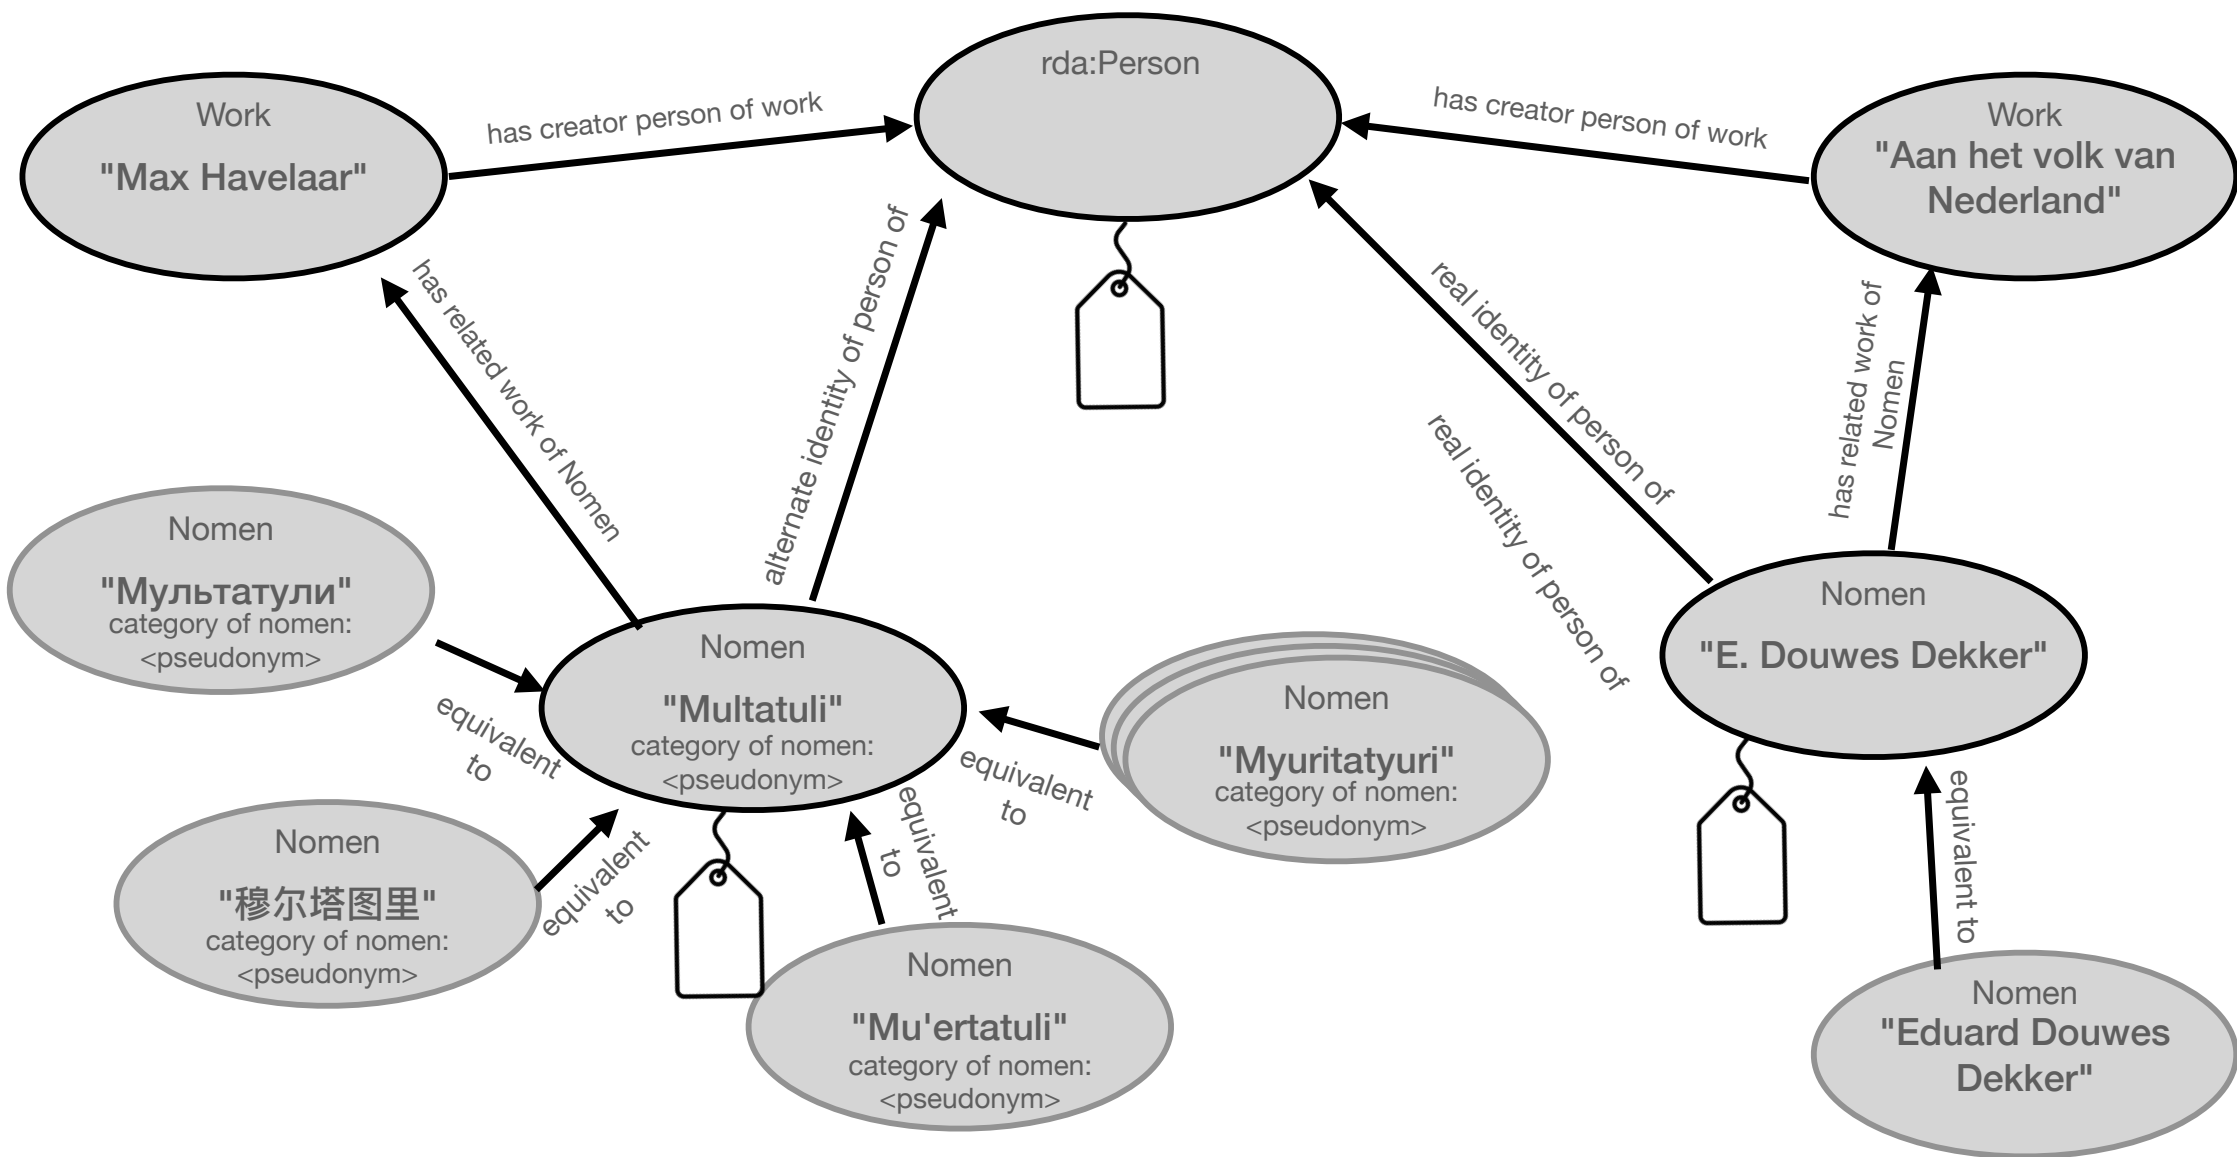 rda:Person
Work
"Max Havelaar"
has creator person of work
has creator person of work
Work
"Aan het volk van
Nederland"
has related work of Nomen
alternate identity of person of
real identity of person of
real identity of person of
has related work of
Nomen
Nomen
"Мультатули"
category of nomen:
<pseudonym>
equivalent
to
Nomen
"Multatuli"
category of nomen:
<pseudonym>
equivalent
to
Nomen
"Myuritatyuri"
category of nomen:
<pseudonym>
Nomen
"E. Douwes Dekker"
Nomen
"穆尔塔图里"
category of nomen:
<pseudonym>
equivalent
to
equivalent
to
Nomen
"Mu'ertatuli"
category of nomen:
<pseudonym>
equivalent to
Nomen
"Eduard Douwes
Dekker"